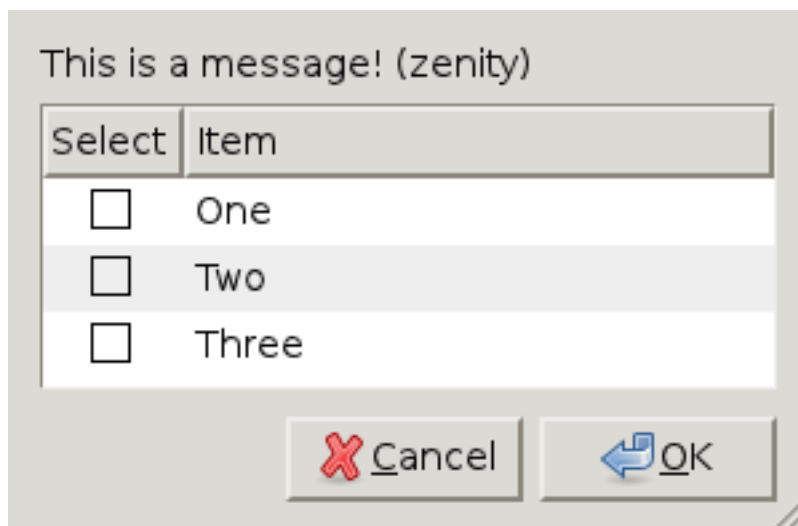 This is a message! (zenity)
Select Item
One
Two
Three
Cancel OK